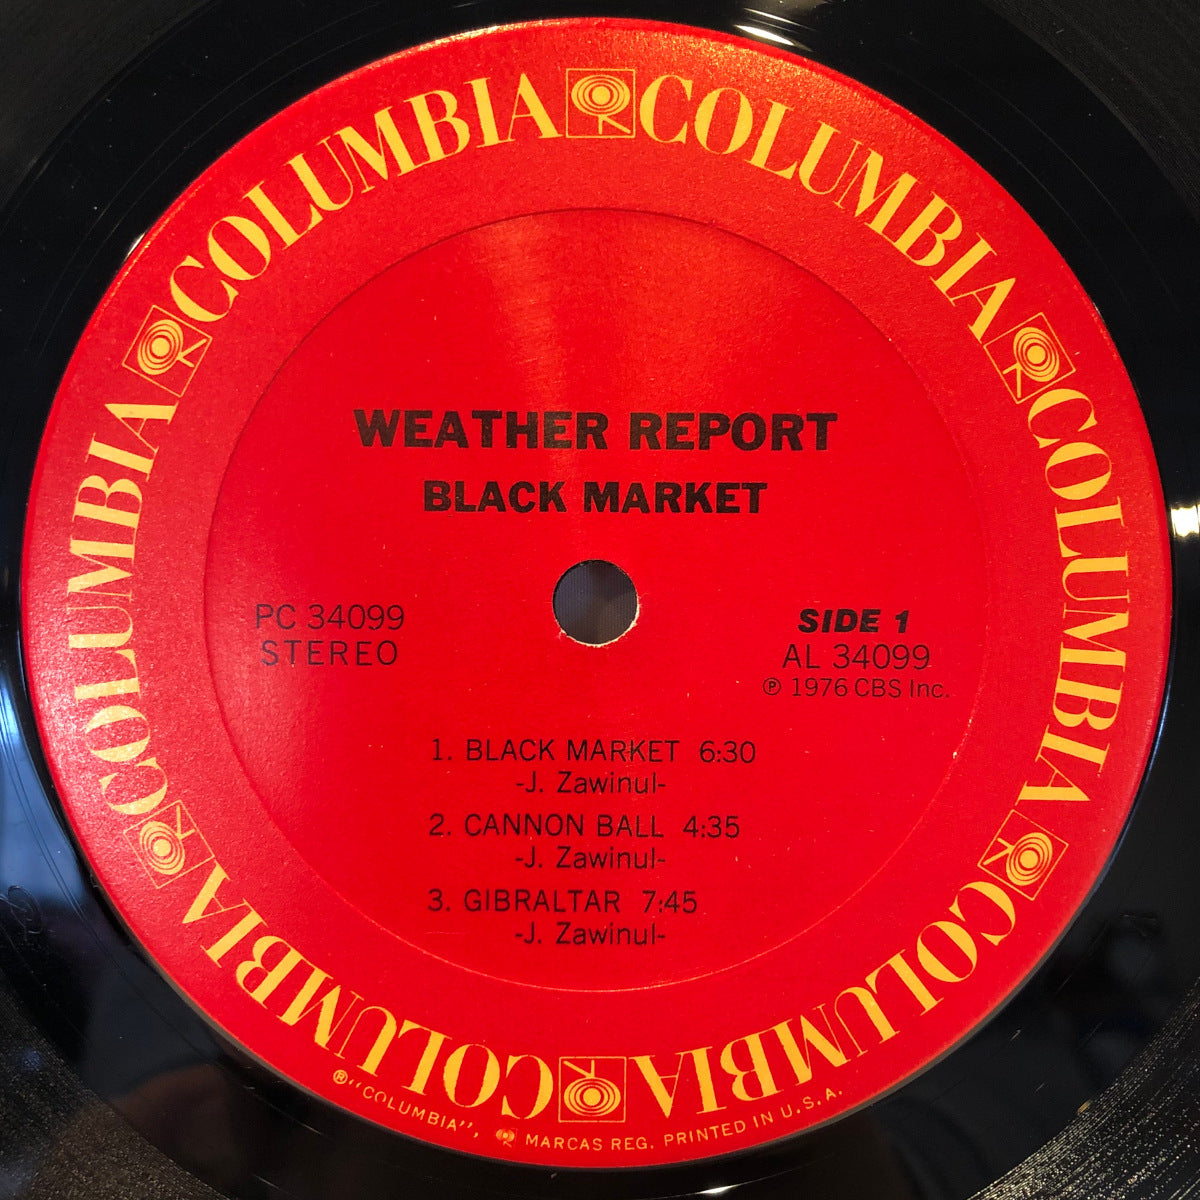 COLUMBIA COLUMBIA COLUMBIA COLUMBIA COLUMBIA COLUMBIA
WEATHER REPORT
BLACK MARKET
PC 34099
STEREO
SIDE 1
AL 34099
Ⓟ 1976 CBS Inc.
1. BLACK MARKET 6:30
-J. Zawinul-
2. CANNON BALL 4:35
-J. Zawinul-
3. GIBRALTAR 7:45
-J. Zawinul-
®"COLUMBIA", MARCAS REG. PRINTED IN U.S.A.